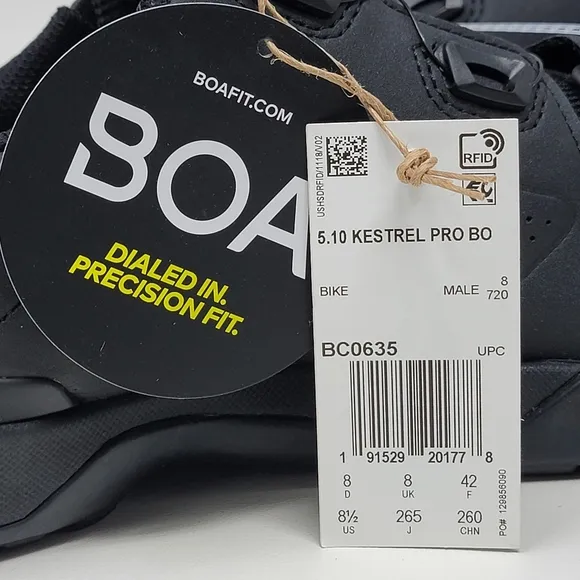 BOAFIT.COM
BOA
DIALED IN.
PRECISION FIT.
USHSDRFID/1118/V02
RFID
5.10 KESTREL PRO BO
BIKE MALE 8
720
BC0635 UPC
1 91529 20177 8
8 8 42
D UK F
8½ 265 260
US J CHN
PO# 129856090